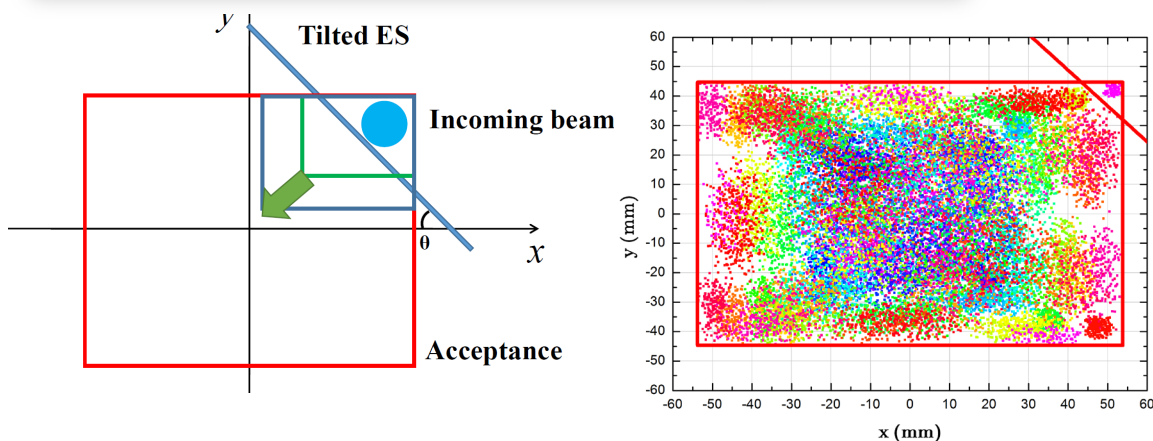 y
Tilted ES
Incoming beam
θ
x
Acceptance
60
50
40
30
20
10
0
-10
-20
-30
-40
-50
-60
y (mm)
-60 -50 -40 -30 -20 -10 0 10 20 30 40 50 60
x (mm)